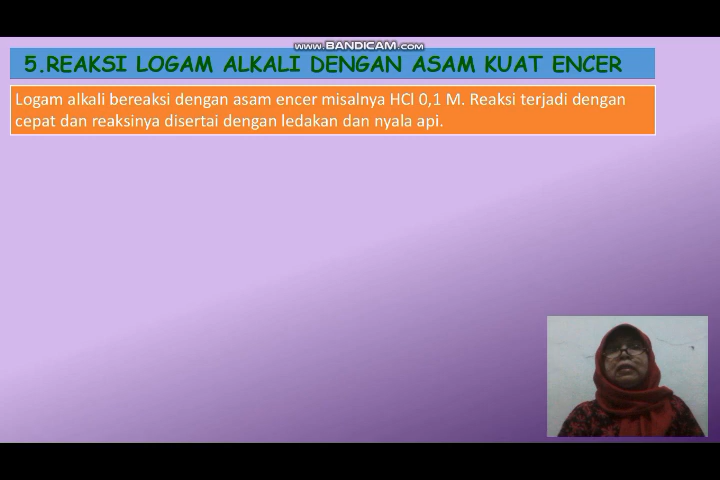 www.BANDICAM.com
5.REAKSI LOGAM ALKALI DENGAN ASAM KUAT ENCER
Logam alkali bereaksi dengan asam encer misalnya HCl 0,1 M. Reaksi terjadi dengan
cepat dan reaksinya disertai dengan ledakan dan nyala api.